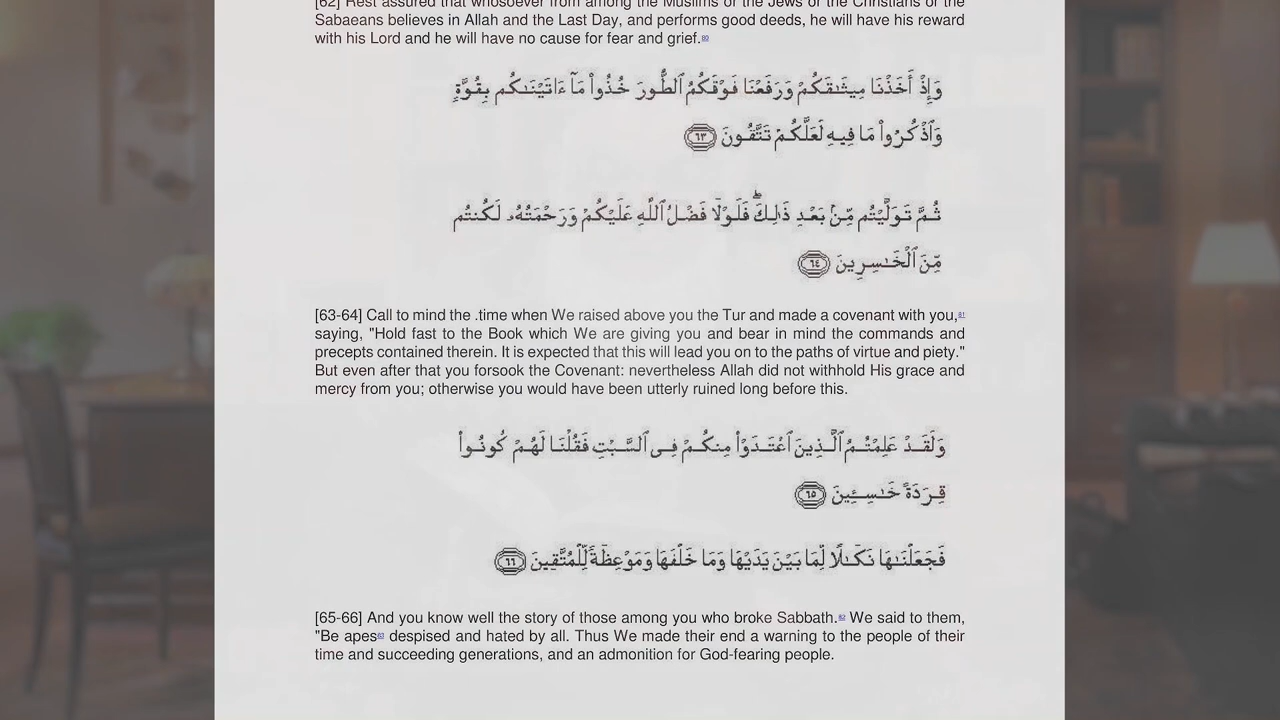 [62] Rest assured that whosoever from among the Muslims or the Jews or the Christians or the
Sabaeans believes in Allah and the Last Day, and performs good deeds, he will have his reward
with his Lord and he will have no cause for fear and grief.80
وَإِذْ أَخَذْنَا مِيثَٰقَكُمْ وَرَفَعْنَا فَوْقَكُمُ ٱلطُّورَ خُذُوا۟ مَآ ءَاتَيْنَٰكُم بِقُوَّةٍ
وَٱذْكُرُوا۟ مَا فِيهِ لَعَلَّكُمْ تَتَّقُونَ ٦٣
ثُمَّ تَوَلَّيْتُم مِّنۢ بَعْدِ ذَٰلِكَ ۖ فَلَوْلَا فَضْلُ ٱللَّهِ عَلَيْكُمْ وَرَحْمَتُهُۥ لَكُنتُم
مِّنَ ٱلْخَٰسِرِينَ ٦٤
[63-64] Call to mind the .time when We raised above you the Tur and made a covenant with you,81
saying, "Hold fast to the Book which We are giving you and bear in mind the commands and
precepts contained therein. It is expected that this will lead you on to the paths of virtue and piety."
But even after that you forsook the Covenant: nevertheless Allah did not withhold His grace and
mercy from you; otherwise you would have been utterly ruined long before this.
وَلَقَدْ عَلِمْتُمُ ٱلَّذِينَ ٱعْتَدَوْا۟ مِنكُمْ فِى ٱلسَّبْتِ فَقُلْنَا لَهُمْ كُونُوا۟
قِرَدَةً خَٰسِـِٔينَ ٦٥
فَجَعَلْنَٰهَا نَكَٰلًا لِّمَا بَيْنَ يَدَيْهَا وَمَا خَلْفَهَا وَمَوْعِظَةً لِّلْمُتَّقِينَ ٦٦
[65-66] And you know well the story of those among you who broke Sabbath.82 We said to them,
"Be apes83 despised and hated by all. Thus We made their end a warning to the people of their
time and succeeding generations, and an admonition for God-fearing people.